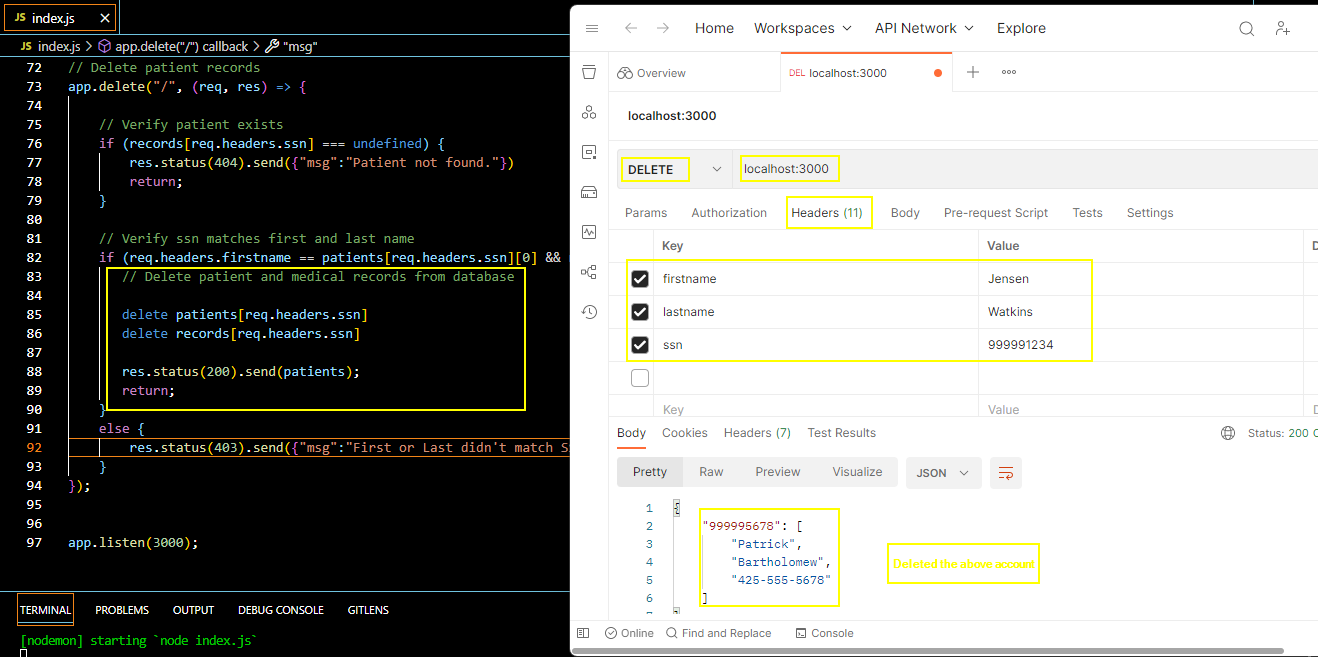 JS index.js ×
JS index.js > app.delete("/") callback > "msg"
72 // Delete patient records
73 app.delete("/", (req, res) => {
74
75 // Verify patient exists
76 if (records[req.headers.ssn] === undefined) {
77 res.status(404).send({"msg":"Patient not found."})
78 return;
79 }
80
81 // Verify ssn matches first and last name
82 if (req.headers.firstname == patients[req.headers.ssn][0] &&
83 // Delete patient and medical records from database
84
85 delete patients[req.headers.ssn]
86 delete records[req.headers.ssn]
87
88 res.status(200).send(patients);
89 return;
90 }
91 else {
92 res.status(403).send({"msg":"First or Last didn't match S
93 }
94 });
95
96
97 app.listen(3000);
TERMINAL PROBLEMS OUTPUT DEBUG CONSOLE GITLENS
[nodemon] starting `node index.js`
Home Workspaces API Network Explore
Overview DEL localhost:3000
localhost:3000
DELETE localhost:3000
Params Authorization Headers (11) Body Pre-request Script Tests Settings
Key Value D
firstname Jensen
lastname Watkins
ssn 999991234
Key Value D
Body Cookies Headers (7) Test Results Status: 200 O
Pretty Raw Preview Visualize JSON
1 {
2 "999995678": [
3 "Patrick",
4 "Bartholomew",
5 "425-555-5678"
6 ]
Deleted the above account
Online Find and Replace Console